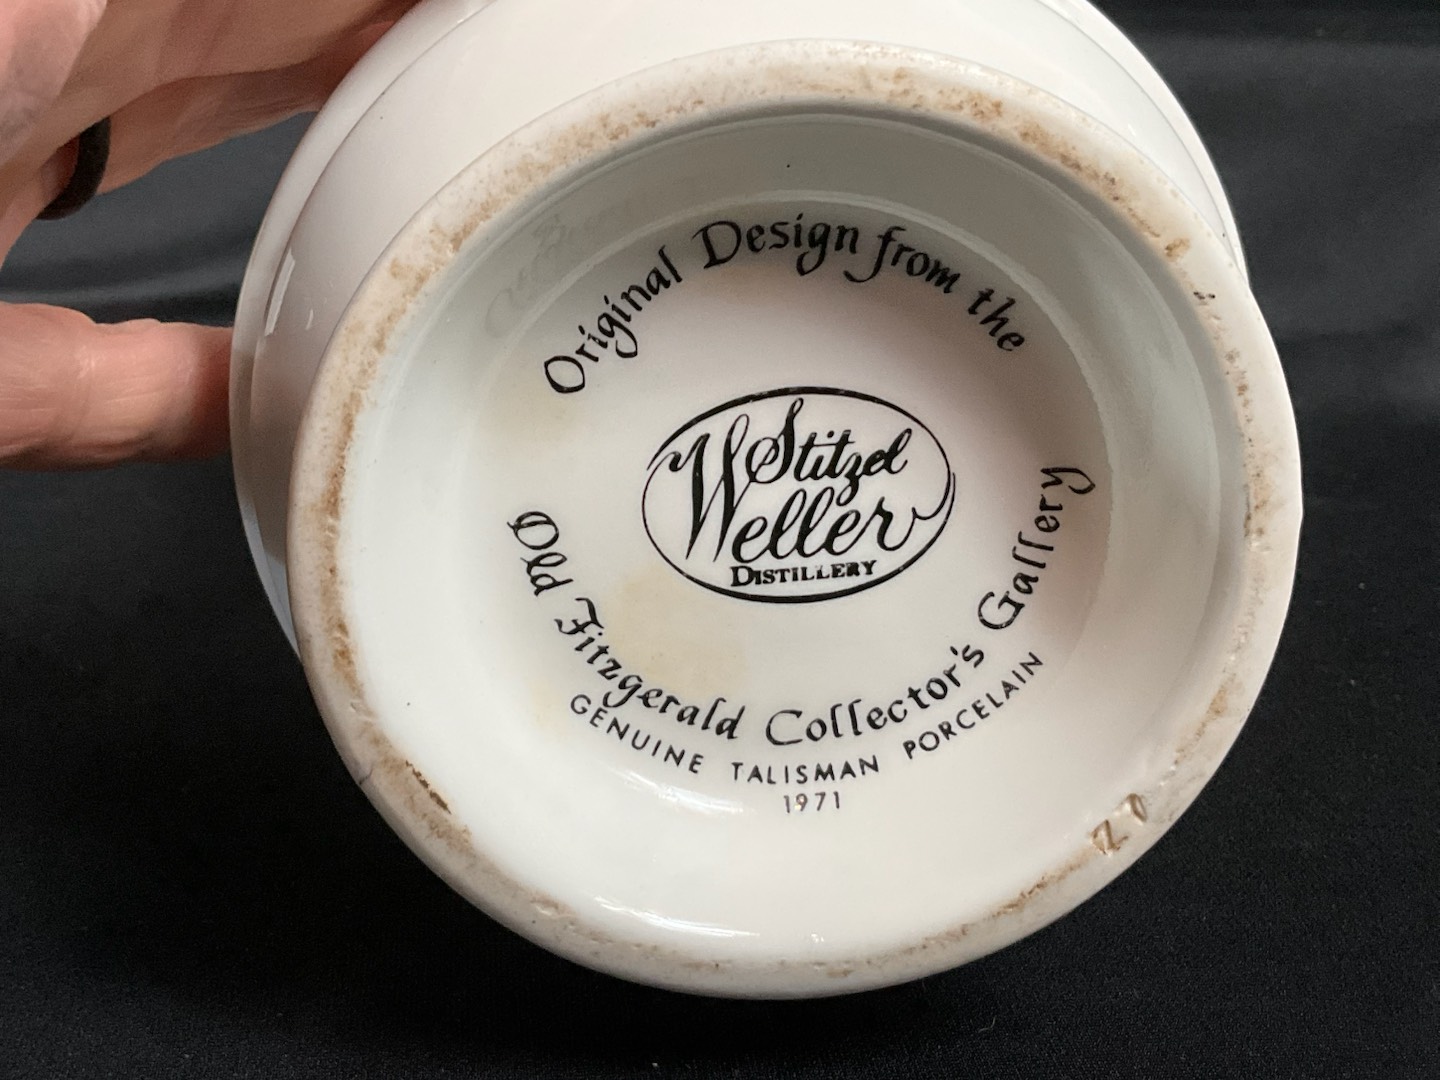 Original Design from the
Stitzel
Weller
DISTILLERY
Old Fitzgerald Collector's Gallery
GENUINE TALISMAN PORCELAIN
1971